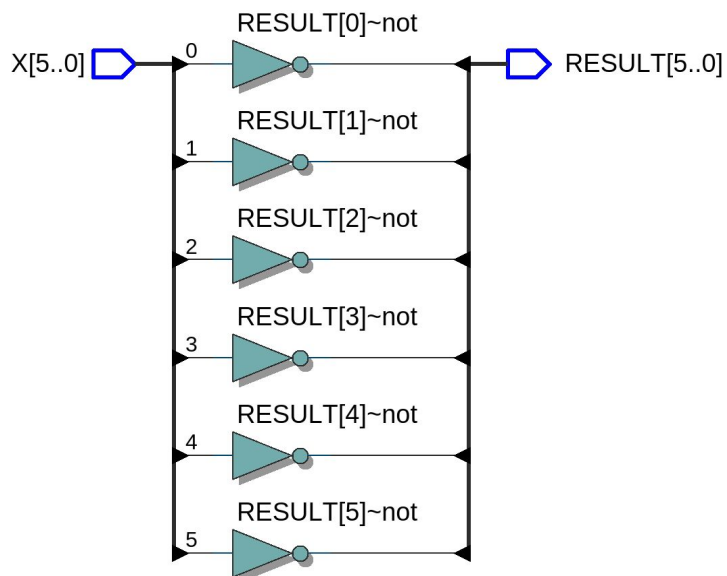 RESULT[0]~not
X[5..0] 0 RESULT[5..0]
RESULT[1]~not
1
RESULT[2]~not
2
RESULT[3]~not
3
RESULT[4]~not
4
RESULT[5]~not
5